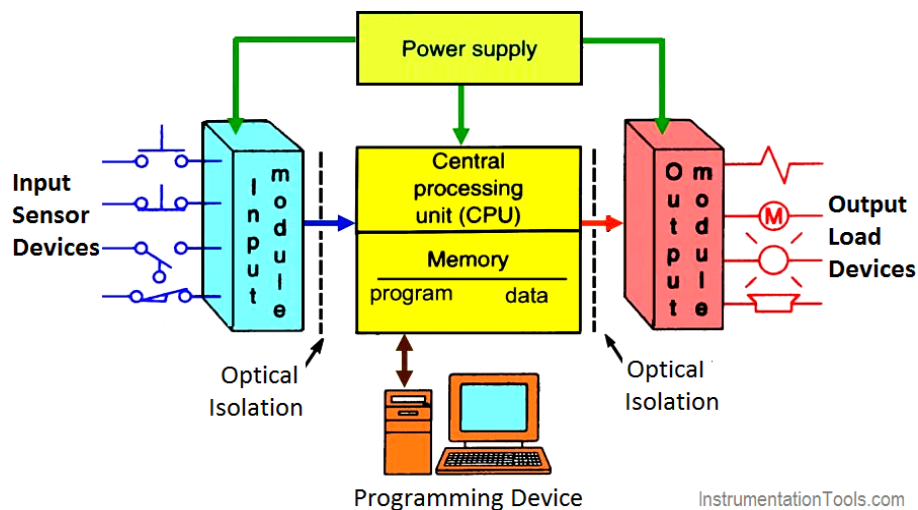 Power supply
Input
Sensor
Devices
Input
module
Central
processing
unit (CPU)
Memory
program data
Output
module
M
Output
Load
Devices
Optical
Isolation
Optical
Isolation
Programming Device
InstrumentationTools.com